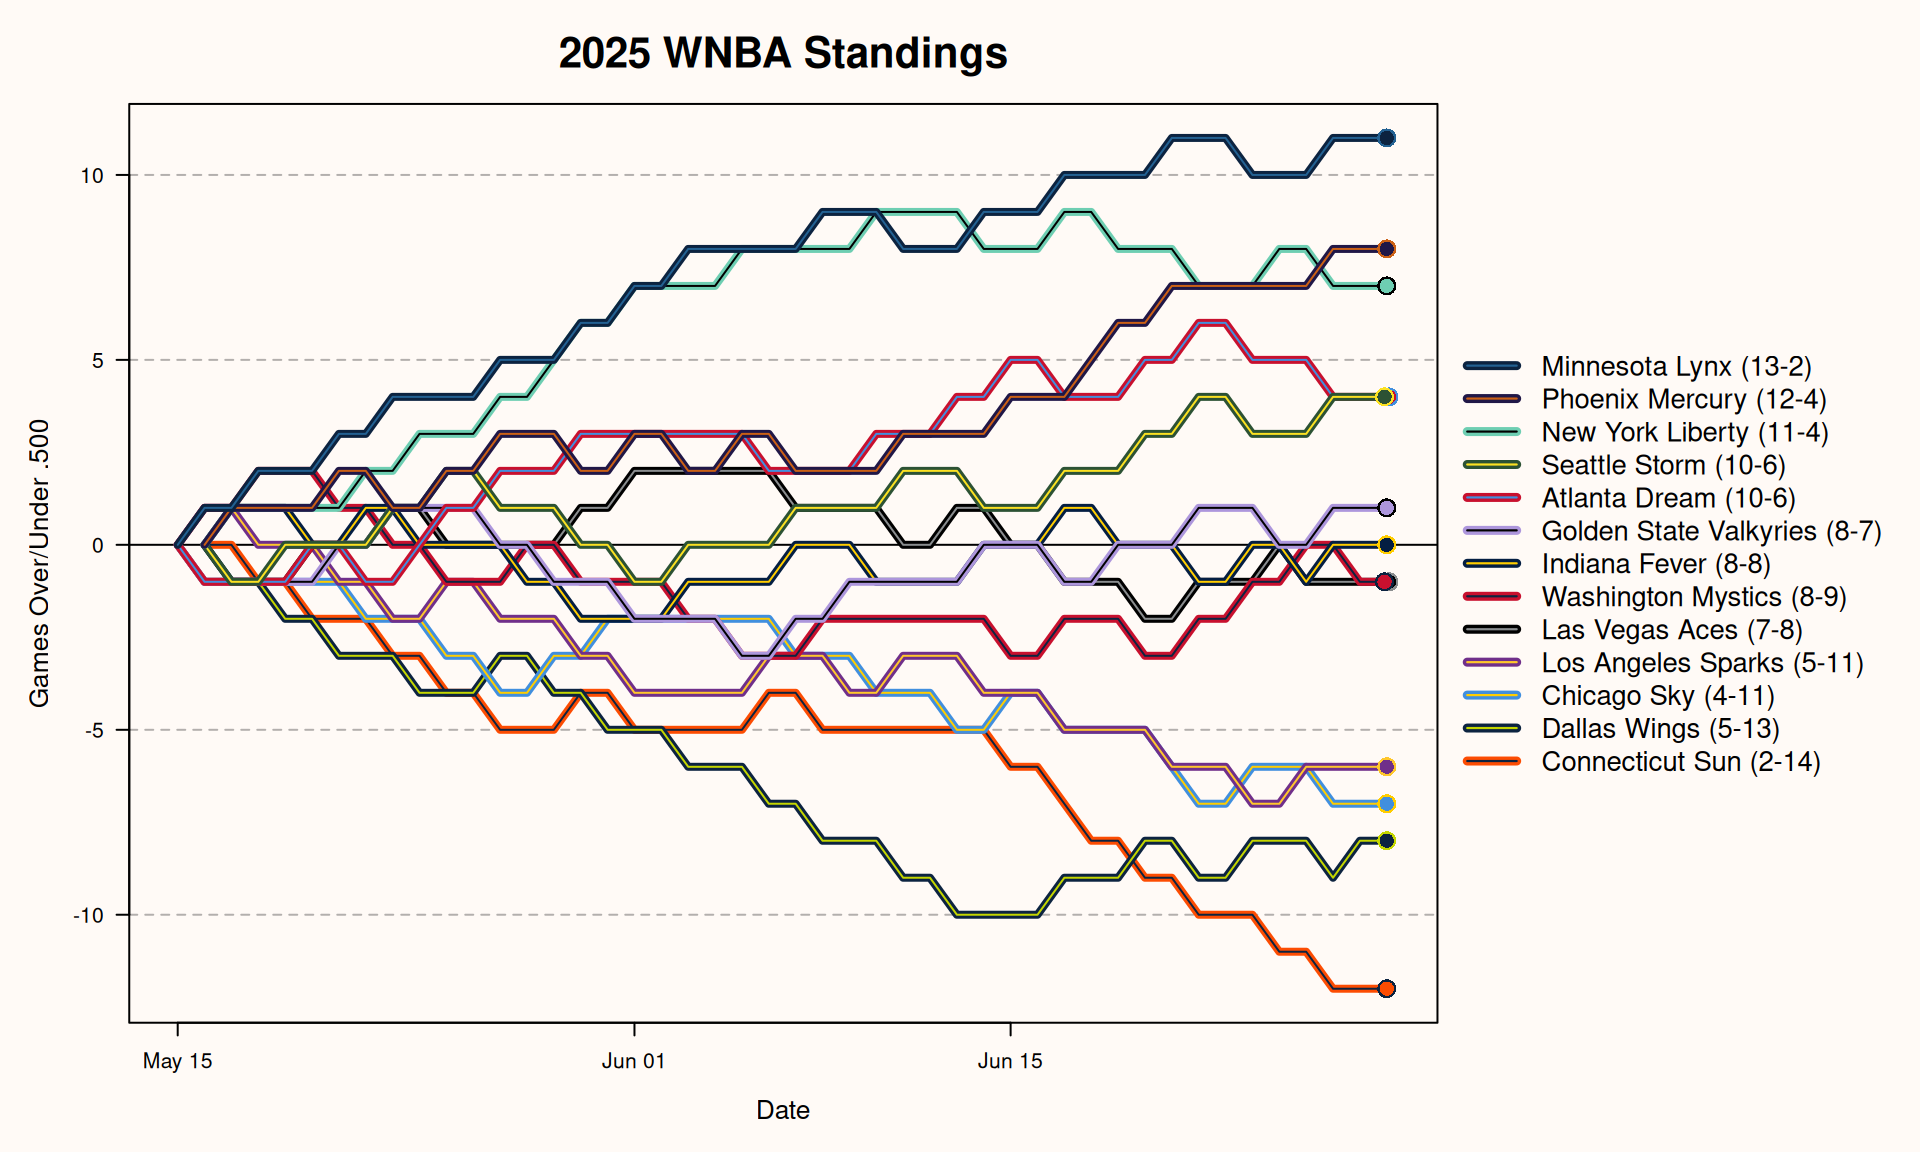 2025 WNBA Standings
Games Over/Under .500
10
5
0
-5
-10
May 15
Jun 01
Jun 15
Date
Minnesota Lynx (13-2)
Phoenix Mercury (12-4)
New York Liberty (11-4)
Seattle Storm (10-6)
Atlanta Dream (10-6)
Golden State Valkyries (8-7)
Indiana Fever (8-8)
Washington Mystics (8-9)
Las Vegas Aces (7-8)
Los Angeles Sparks (5-11)
Chicago Sky (4-11)
Dallas Wings (5-13)
Connecticut Sun (2-14)